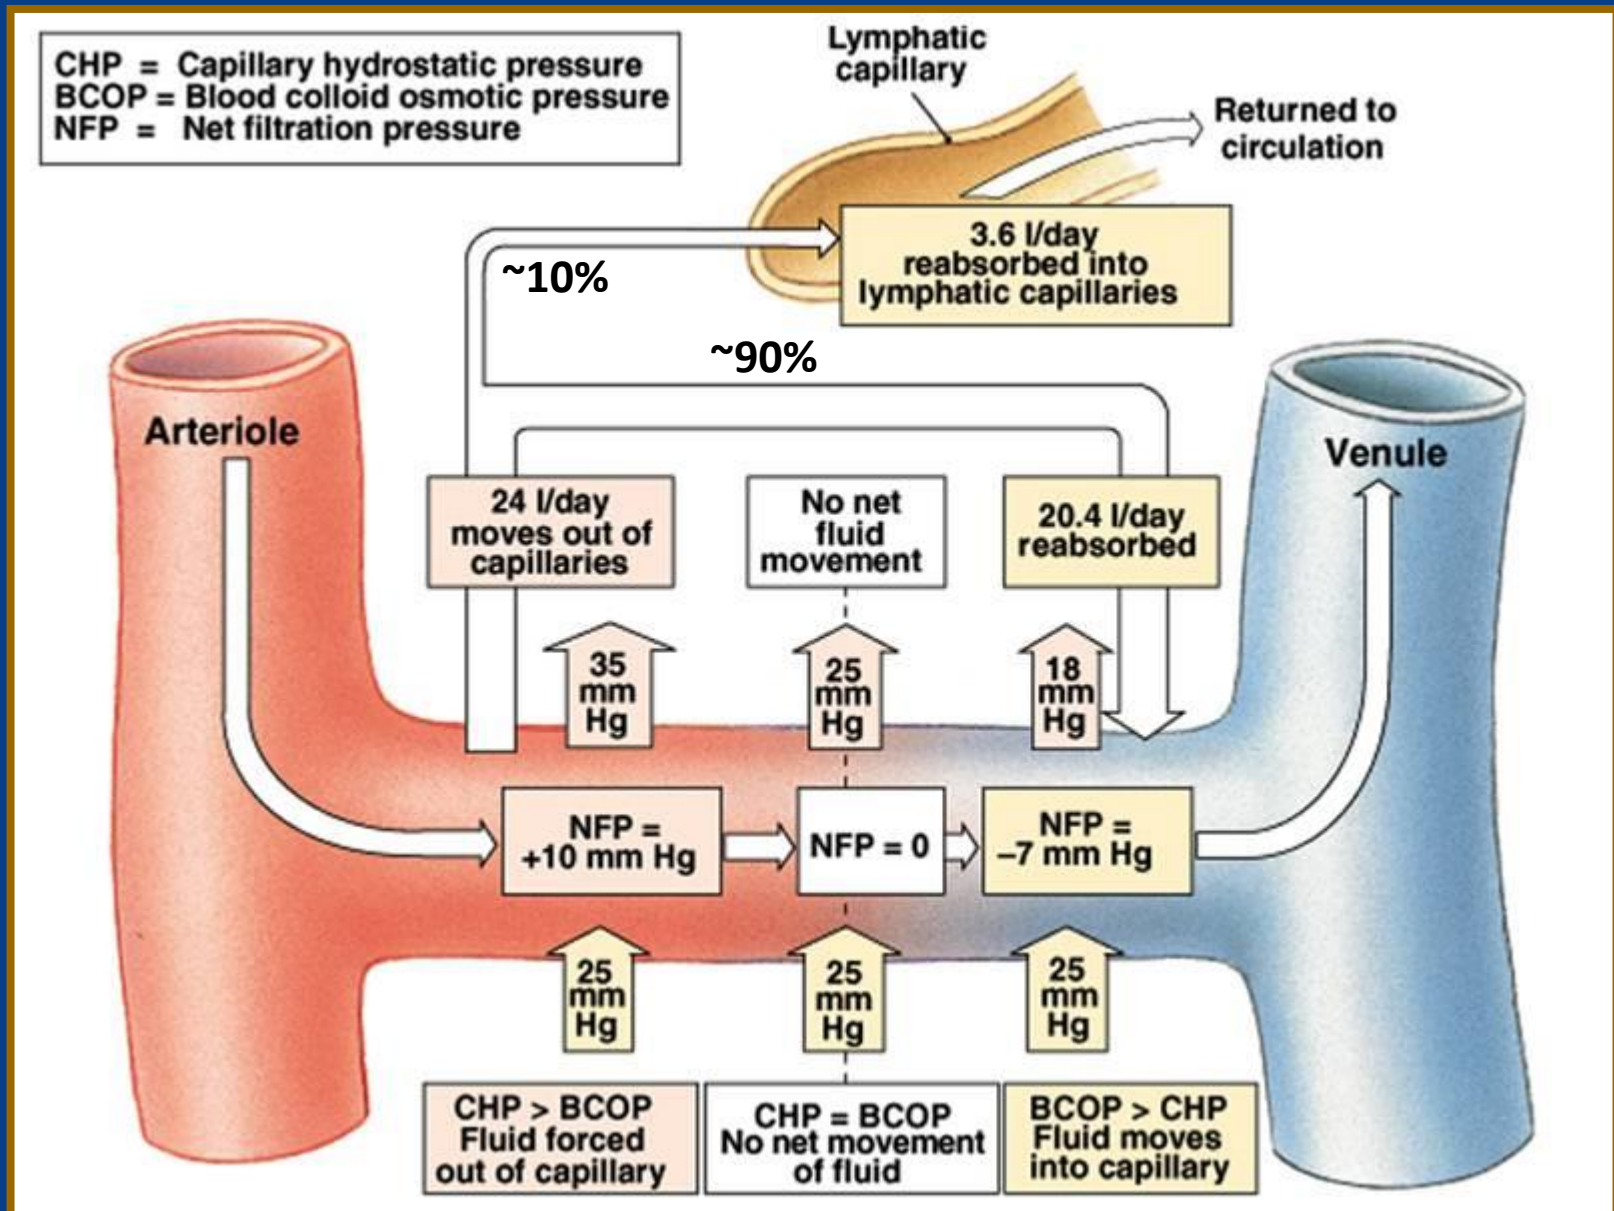 CHP = Capillary hydrostatic pressure
BCOP = Blood colloid osmotic pressure
NFP = Net filtration pressure
Lymphatic
capillary
Returned to
circulation
3.6 l/day
reabsorbed into
lymphatic capillaries
~10%
~90%
Arteriole
Venule
24 l/day
moves out of
capillaries
No net
fluid
movement
20.4 l/day
reabsorbed
35
mm
Hg
25
mm
Hg
18
mm
Hg
NFP =
+10 mm Hg
NFP = 0
NFP =
–7 mm Hg
25
mm
Hg
25
mm
Hg
25
mm
Hg
CHP > BCOP
Fluid forced
out of capillary
CHP = BCOP
No net movement
of fluid
BCOP > CHP
Fluid moves
into capillary